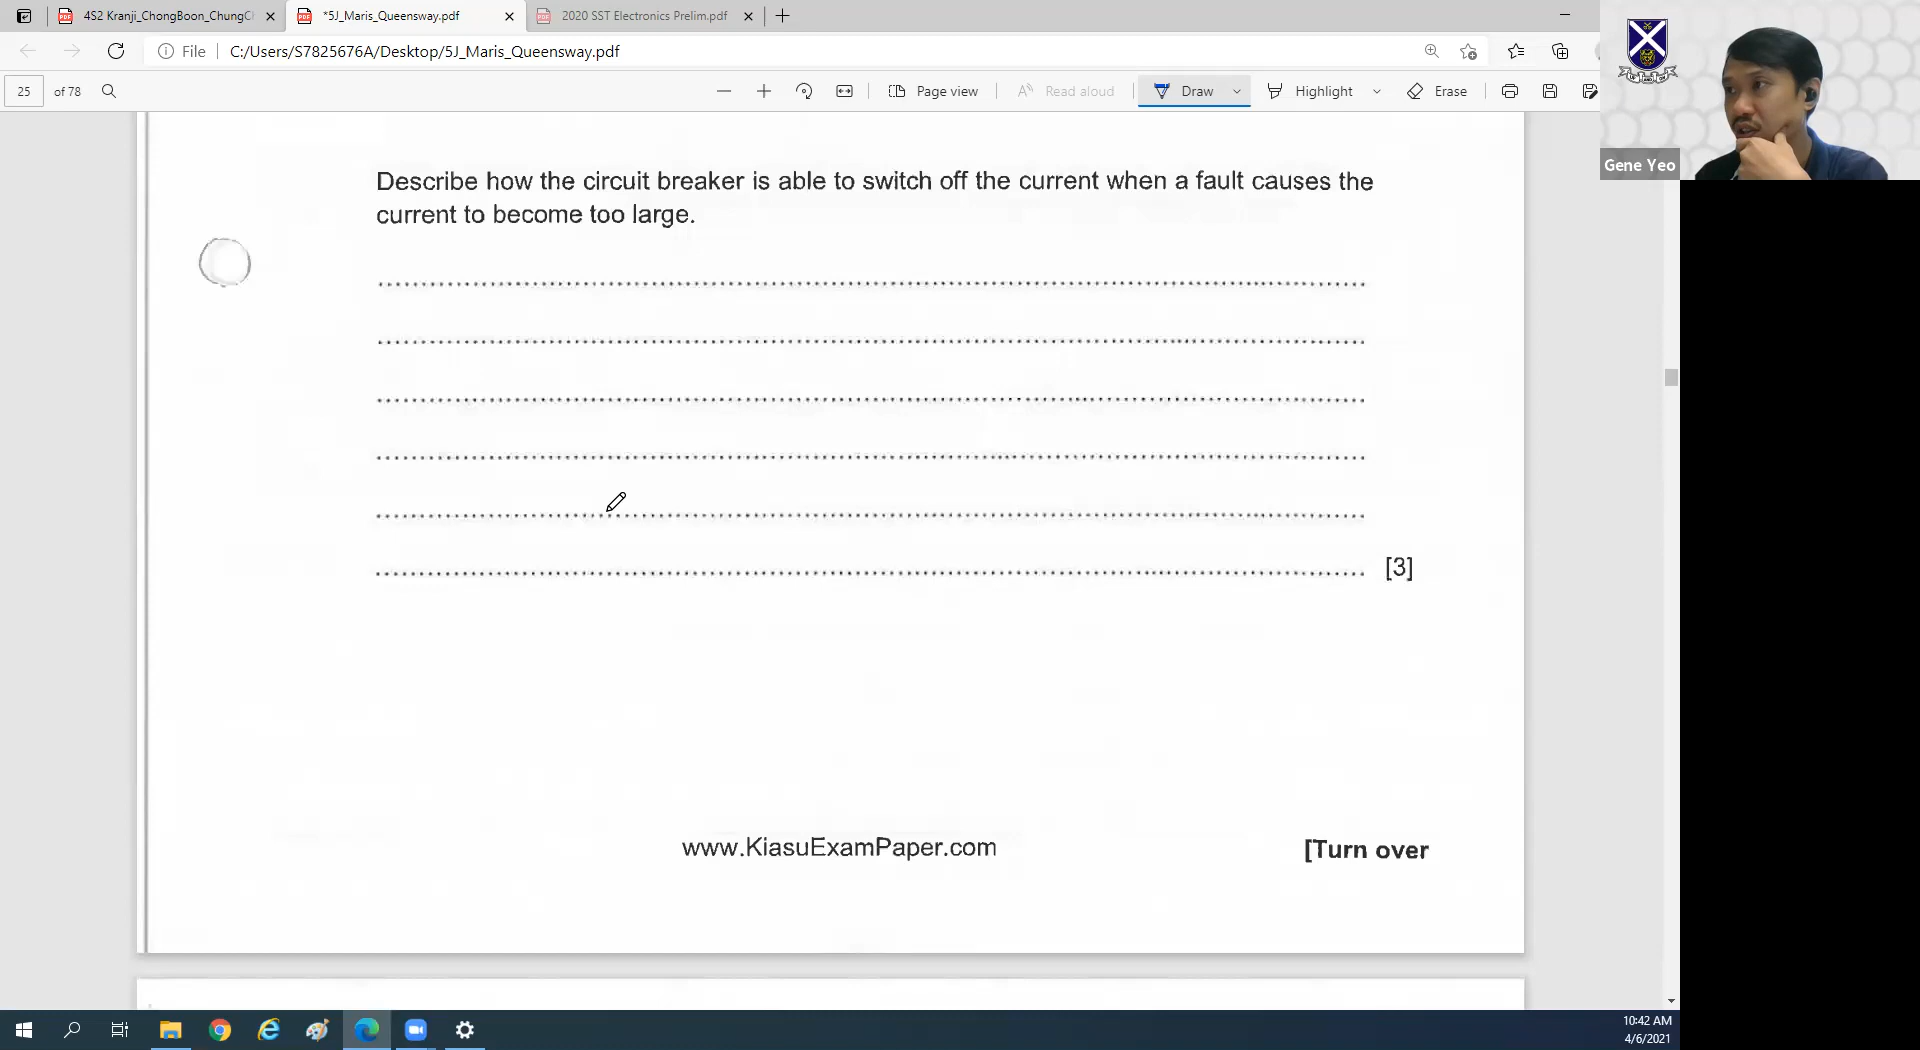 4S2 Kranji_ChongBoon_ChungC
*5J_Maris_Queensway.pdf
2020 SST Electronics Prelim.pdf
File
C:/Users/S7825676A/Desktop/5J_Maris_Queensway.pdf
25
of 78
Page view
Read aloud
Draw
Highlight
Erase
Gene Yeo
Describe how the circuit breaker is able to switch off the current when a fault causes the
current to become too large.
[3]
www.KiasuExamPaper.com
[Turn over
10:42 AM
4/6/2021